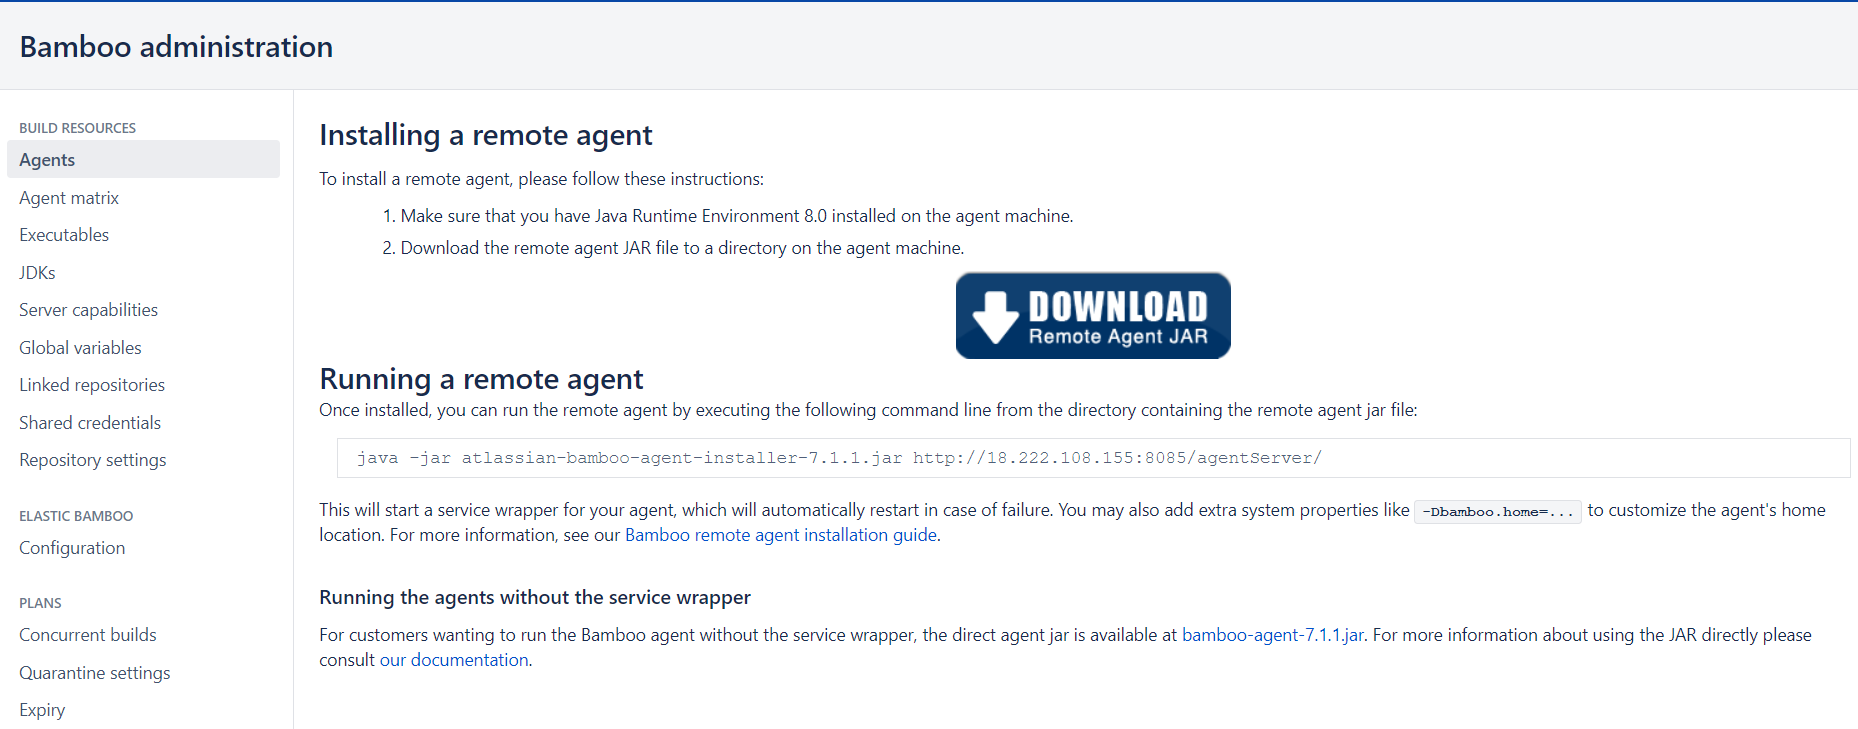 Bamboo administration
BUILD RESOURCES
Agents
Agent matrix
Executables
JDKs
Server capabilities
Global variables
Linked repositories
Shared credentials
Repository settings
ELASTIC BAMBOO
Configuration
PLANS
Concurrent builds
Quarantine settings
Expiry
Installing a remote agent
To install a remote agent, please follow these instructions:
1. Make sure that you have Java Runtime Environment 8.0 installed on the agent machine.
2. Download the remote agent JAR file to a directory on the agent machine.
DOWNLOAD
Remote Agent JAR
Running a remote agent
Once installed, you can run the remote agent by executing the following command line from the directory containing the remote agent jar file:
java -jar atlassian-bamboo-agent-installer-7.1.1.jar http://18.222.108.155:8085/agentServer/
This will start a service wrapper for your agent, which will automatically restart in case of failure. You may also add extra system properties like -Dbamboo.home=... to customize the agent's home
location. For more information, see our Bamboo remote agent installation guide.
Running the agents without the service wrapper
For customers wanting to run the Bamboo agent without the service wrapper, the direct agent jar is available at bamboo-agent-7.1.1.jar. For more information about using the JAR directly please
consult our documentation.